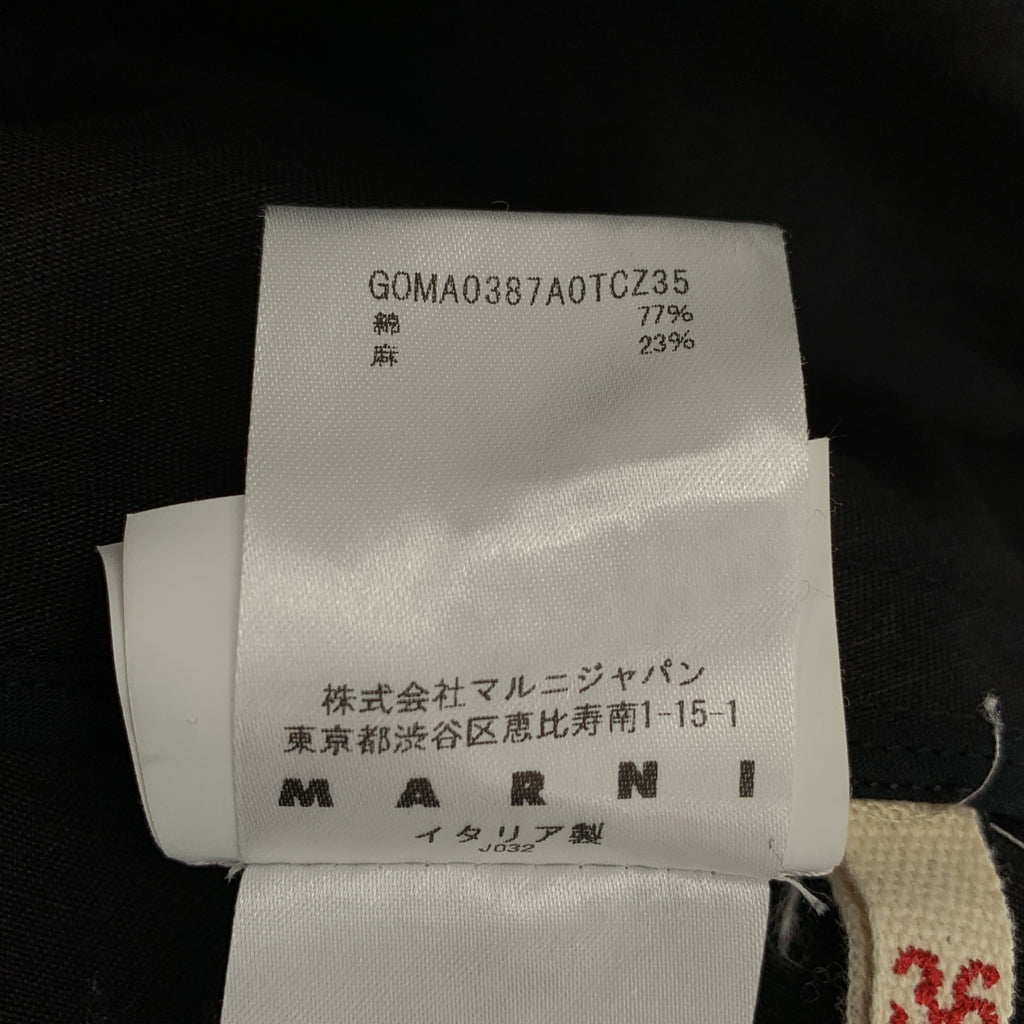 GOMA0387A0TCZ35
綿 77%
麻 23%
株式会社マルニジャパン
東京都渋谷区恵比寿南1-15-1
MARNI
イタリア製
J032
36